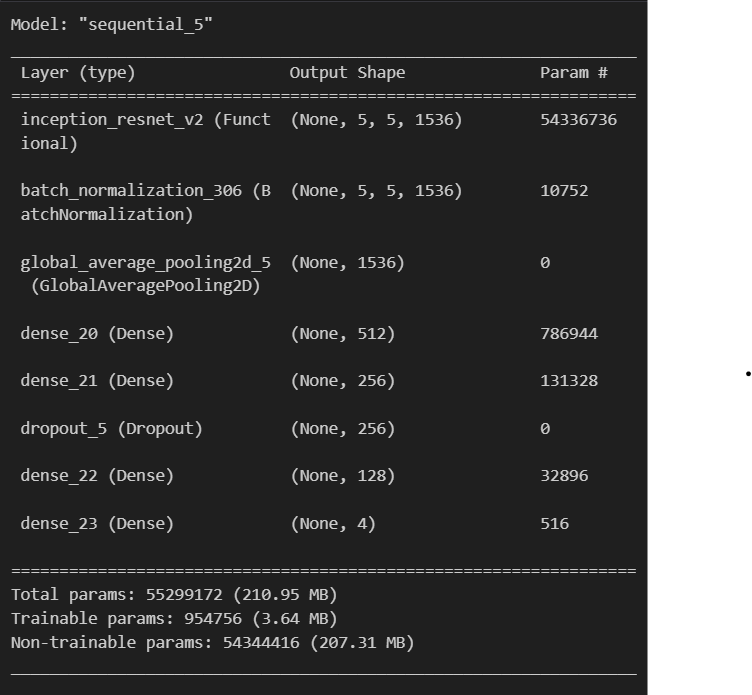 Model: "sequential_5"
Layer (type) Output Shape Param #
inception_resnet_v2 (Funct (None, 5, 5, 1536) 54336736
ional)
batch_normalization_306 (B (None, 5, 5, 1536) 10752
atchNormalization)
global_average_pooling2d_5 (None, 1536) 0
(GlobalAveragePooling2D)
dense_20 (Dense) (None, 512) 786944
dense_21 (Dense) (None, 256) 131328
dropout_5 (Dropout) (None, 256) 0
dense_22 (Dense) (None, 128) 32896
dense_23 (Dense) (None, 4) 516
Total params: 55299172 (210.95 MB)
Trainable params: 954756 (3.64 MB)
Non-trainable params: 54344416 (207.31 MB)